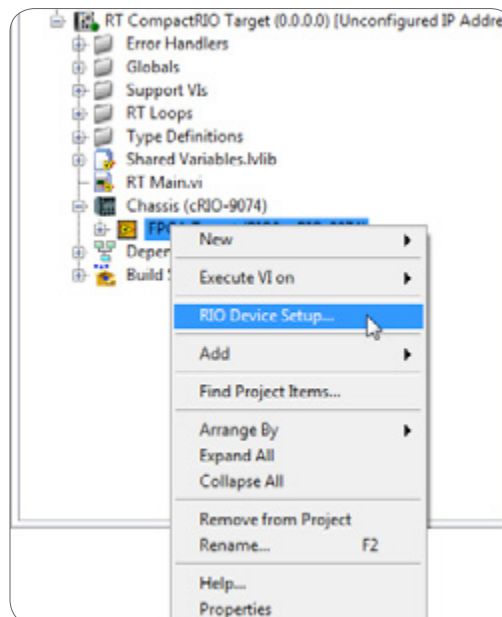 RT CompactRIO Target (0.0.0.0) [Unconfigured IP Addre
Error Handlers
Globals
Support VIs
RT Loops
Type Definitions
Shared Variables.lvlib
RT Main.vi
Chassis (cRIO-9074)
Depen
Build
New
Execute VI on
RIO Device Setup...
Add
Find Project Items...
Arrange By
Expand All
Collapse All
Remove from Project
Rename... F2
Help...
Properties